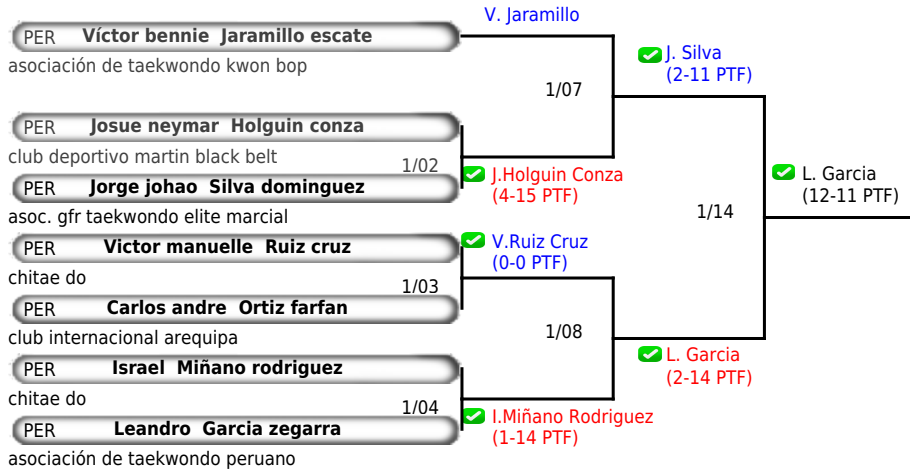 V. Jaramillo
PER Víctor bennie Jaramillo escate
asociación de taekwondo kwon bop
J. Silva
(2-11 PTF)
1/07
PER Josue neymar Holguin conza
club deportivo martin black belt
1/02
J.Holguin Conza
(4-15 PTF)
PER Jorge johao Silva dominguez
asoc. gfr taekwondo elite marcial
L. Garcia
(12-11 PTF)
1/14
PER Victor manuelle Ruiz cruz
chitae do
V.Ruiz Cruz
(0-0 PTF)
1/03
PER Carlos andre Ortiz farfan
club internacional arequipa
1/08
PER Israel Miñano rodriguez
chitae do
L. Garcia
(2-14 PTF)
1/04
I.Miñano Rodriguez
(1-14 PTF)
PER Leandro Garcia zegarra
asociación de taekwondo peruano